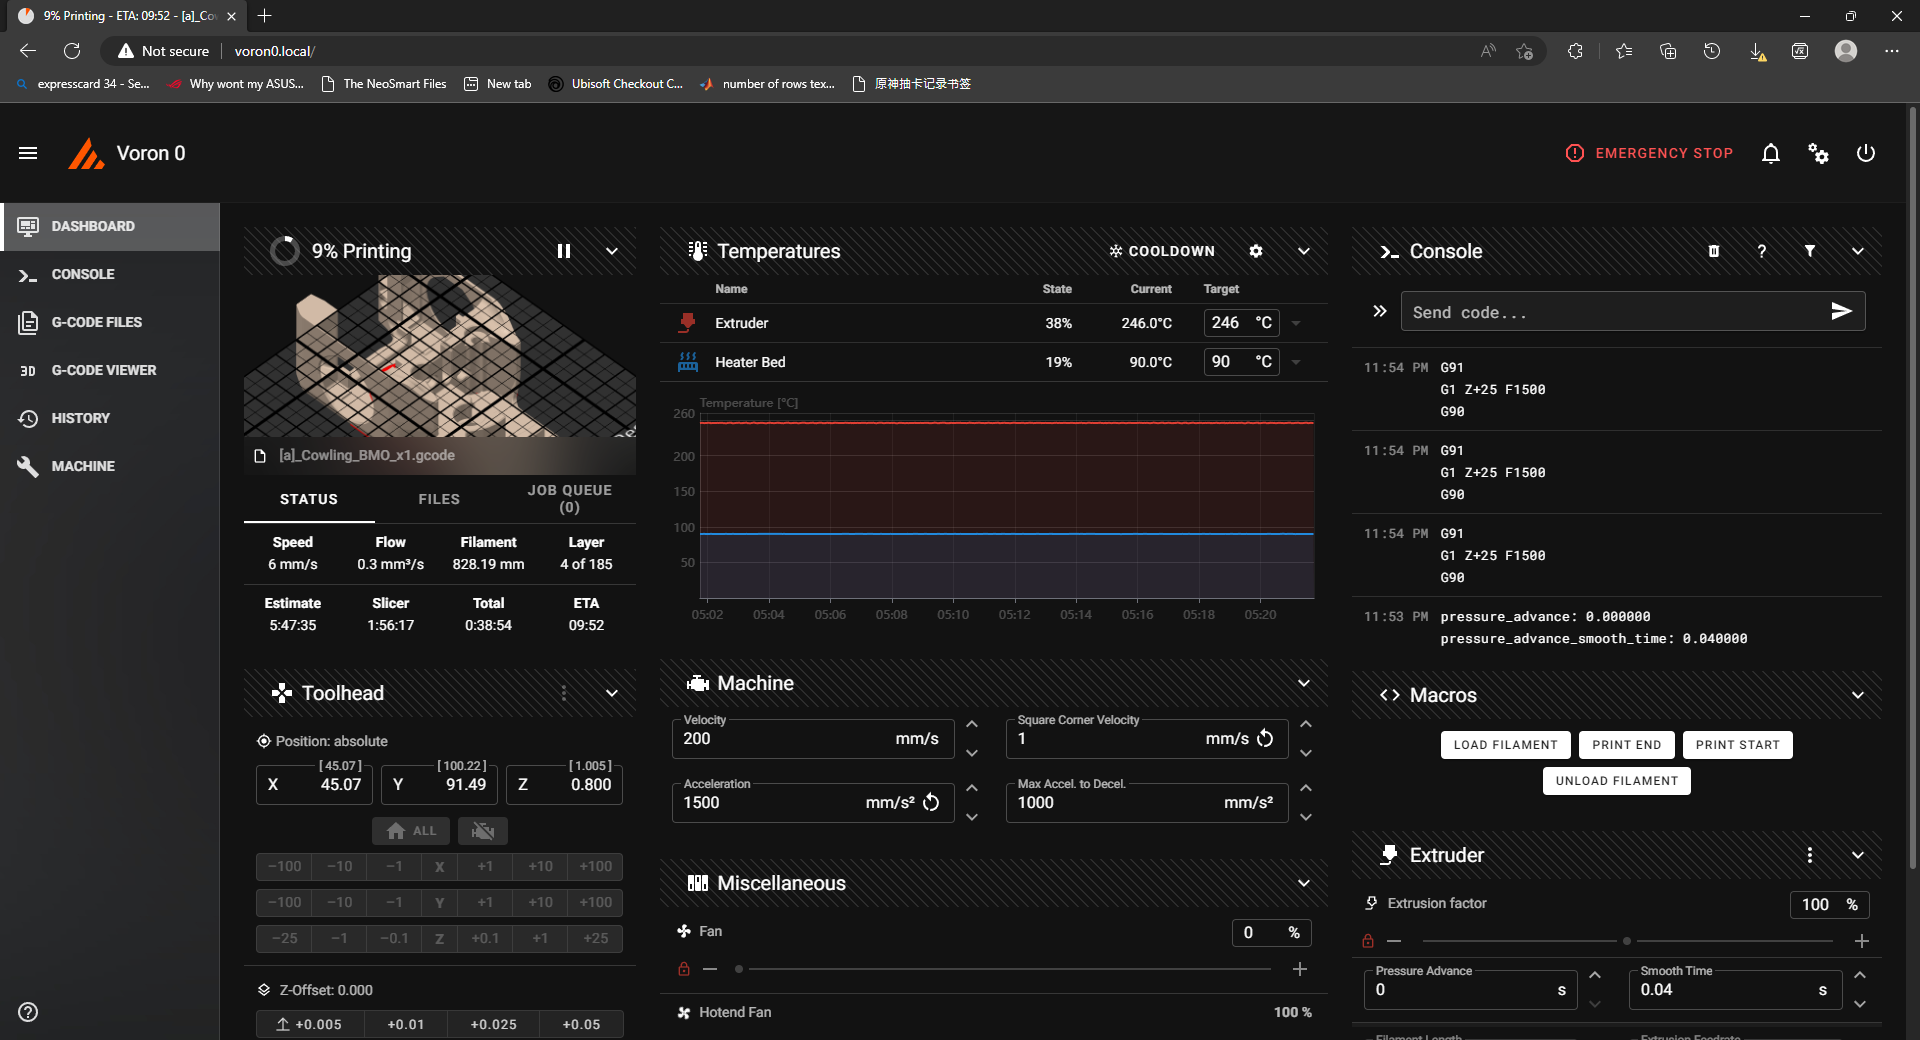 9% Printing - ETA: 09:52 - [a]_Co
Not secure
voron0.local/
expresscard 34 - Se...
Why wont my ASUS...
The NeoSmart Files
New tab
Ubisoft Checkout C...
number of rows tex...
原神抽卡记录书签
Voron 0
EMERGENCY STOP
DASHBOARD
CONSOLE
G-CODE FILES
G-CODE VIEWER
HISTORY
MACHINE
3D
9% Printing
[a]_Cowling_BMO_x1.gcode
STATUS
FILES
JOB QUEUE
(0)
Speed Flow Filament Layer
6 mm/s 0.3 mm³/s 828.19 mm 4 of 185
Estimate Slicer Total ETA
5:47:35 1:56:17 0:38:54 09:52
Toolhead
Position: absolute
[ 45.07 ] [ 100.22 ] [ 1.005 ]
X 45.07 Y 91.49 Z 0.800
ALL
−100 −10 −1 X +1 +10 +100
−100 −10 −1 Y +1 +10 +100
−25 −1 −0.1 Z +0.1 +1 +25
Z-Offset: 0.000
+0.005 +0.01 +0.025 +0.05
Temperatures
COOLDOWN
Name State Current Target
Extruder 38% 246.0°C 246 °C
Heater Bed 19% 90.0°C 90 °C
Temperature [°C]
260
200
150
100
50
05:02 05:04 05:06 05:08 05:10 05:12 05:14 05:16 05:18 05:20
Machine
Velocity
200 mm/s
Square Corner Velocity
1 mm/s
Acceleration
1500 mm/s²
Max Accel. to Decel.
1000 mm/s²
Miscellaneous
Fan 0 %
Hotend Fan 100 %
Console
Send code...
11:54 PM G91
G1 Z+25 F1500
G90
11:54 PM G91
G1 Z+25 F1500
G90
11:54 PM G91
G1 Z+25 F1500
G90
11:53 PM pressure_advance: 0.000000
pressure_advance_smooth_time: 0.040000
Macros
LOAD FILAMENT
PRINT END
PRINT START
UNLOAD FILAMENT
Extruder
Extrusion factor 100 %
Pressure Advance
0 s
Smooth Time
0.04 s
Filament Length
Extrusion Feedrate